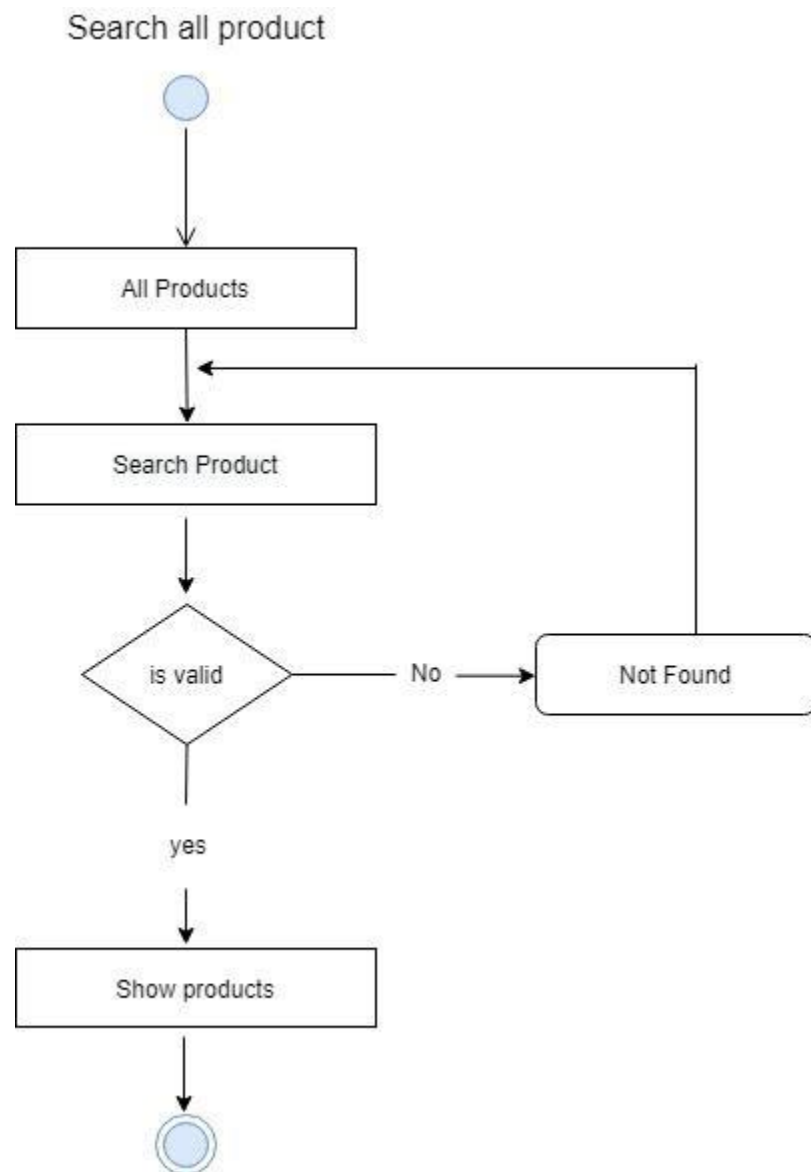 Search all product
All Products
Search Product
is valid
No
Not Found
yes
Show products